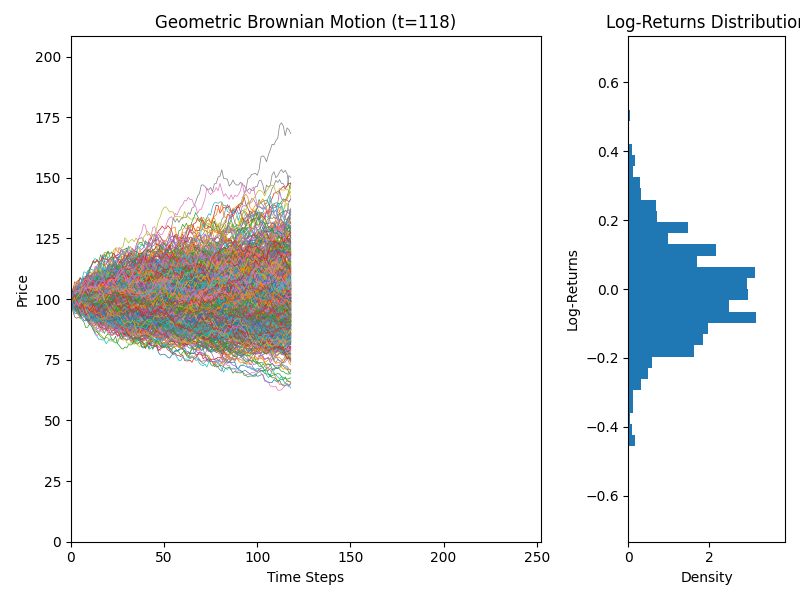 Geometric Brownian Motion (t=118)
Price
200
175
150
125
100
75
50
25
0
0 50 100 150 200 250
Time Steps
Log-Returns Distribution
Log-Returns
0.6
0.4
0.2
0.0
−0.2
−0.4
−0.6
0 2
Density